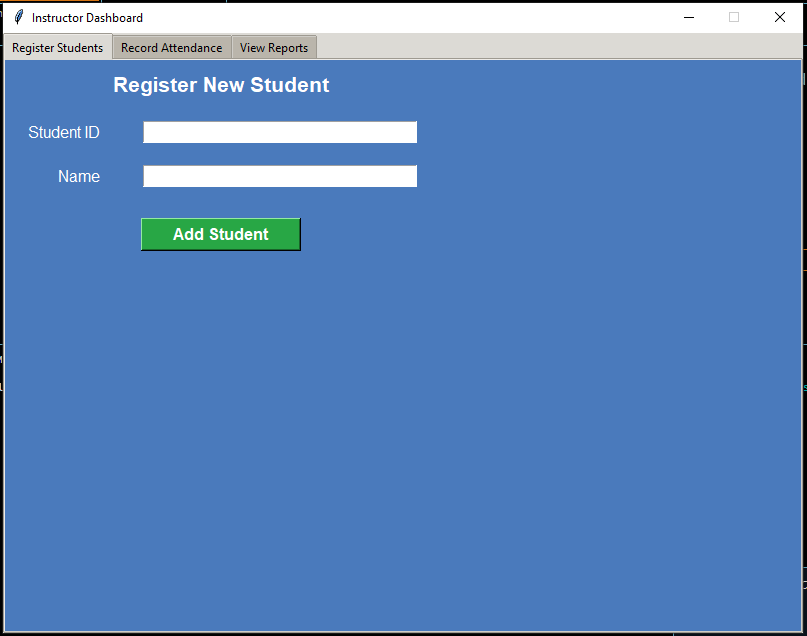 Instructor Dashboard
Register Students Record Attendance View Reports
Register New Student
Student ID
Name
Add Student